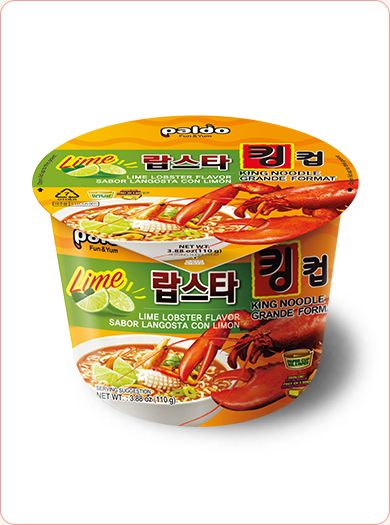 paldo
Fun&Yum
Lime
랍스타
킹컵
LIME LOBSTER FLAVOR
SABOR LANGOSTA CON LIMÓN
KING NOODLE
GRANDE FORMAT
NET WT.
3.88 oz (110 g)
paldo
Fun&Yum
Lime
랍스타
킹컵
LIME LOBSTER FLAVOR
SABOR LANGOSTA CON LIMON
KING NOODLE
GRANDE FORMA
SERVING SUGGESTION
NET WT. : 3.88 oz (110 g)